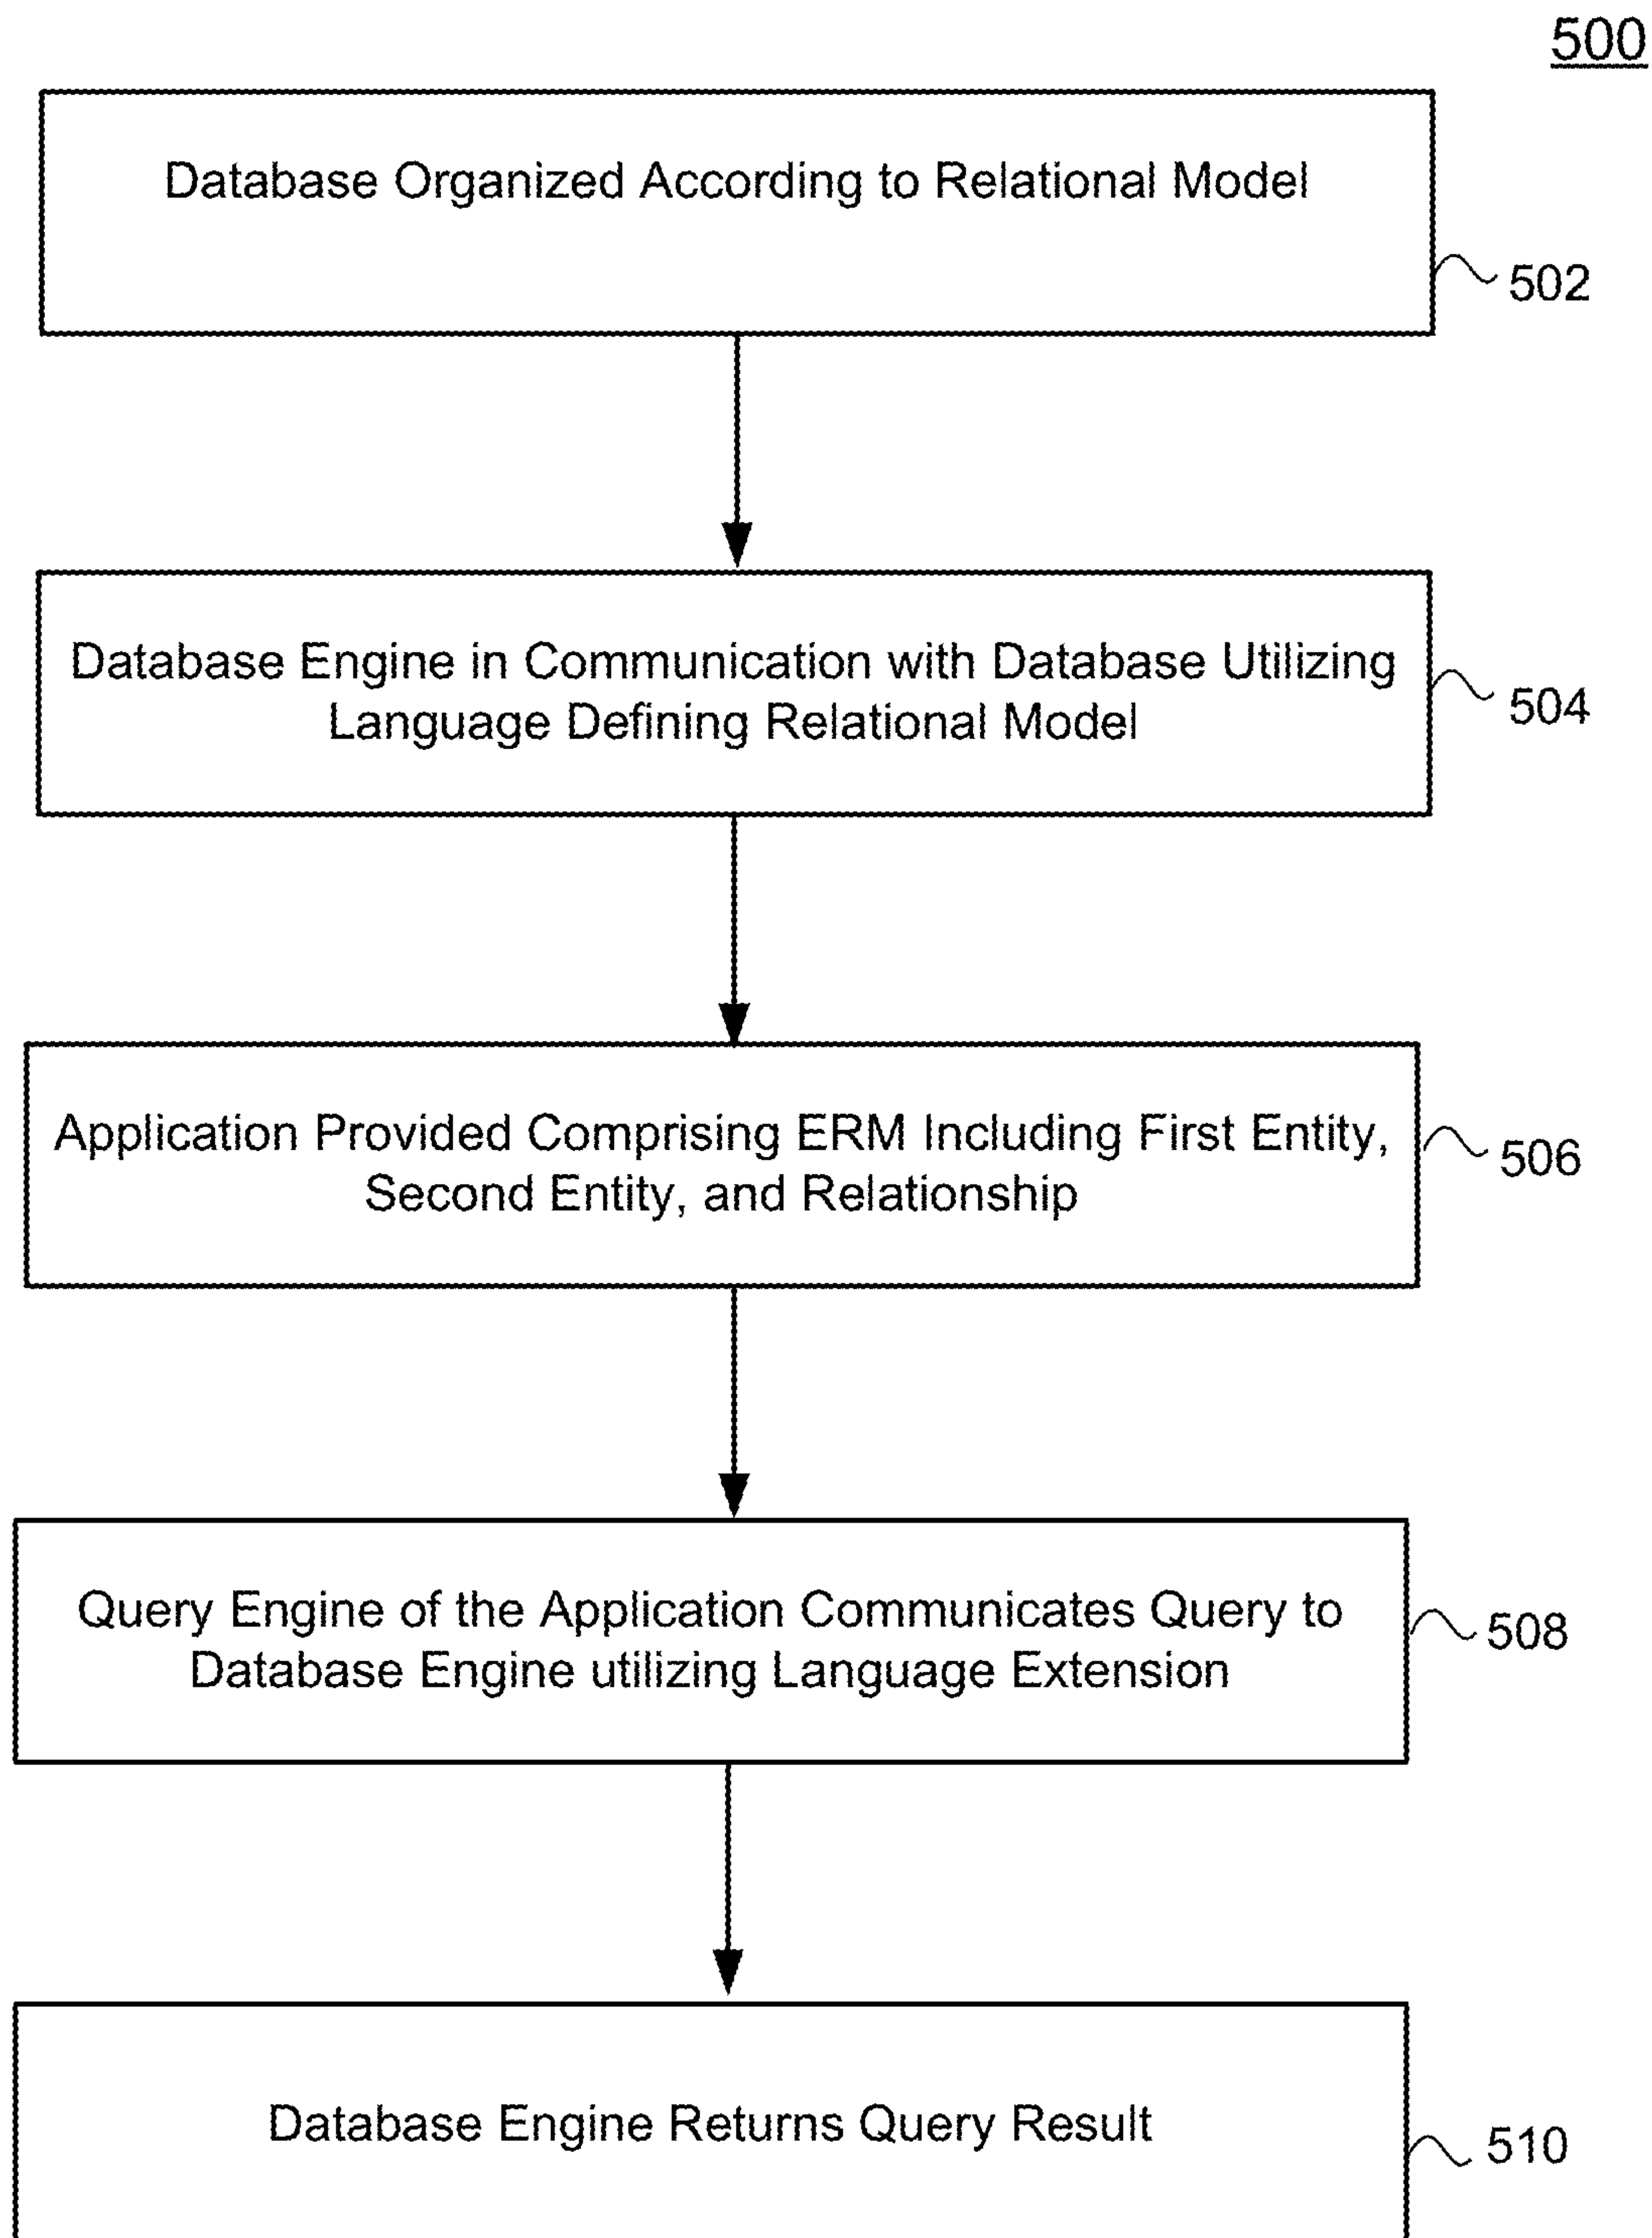 500
Database Organized According to Relational Model
502
Database Engine in Communication with Database Utilizing
Language Defining Relational Model
504
Application Provided Comprising ERM Including First Entity,
Second Entity, and Relationship
506
Query Engine of the Application Communicates Query to
Database Engine utilizing Language Extension
508
Database Engine Returns Query Result
510